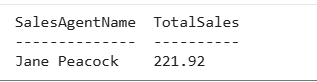 SalesAgentName  TotalSales
--------------  ----------
Jane Peacock    221.92